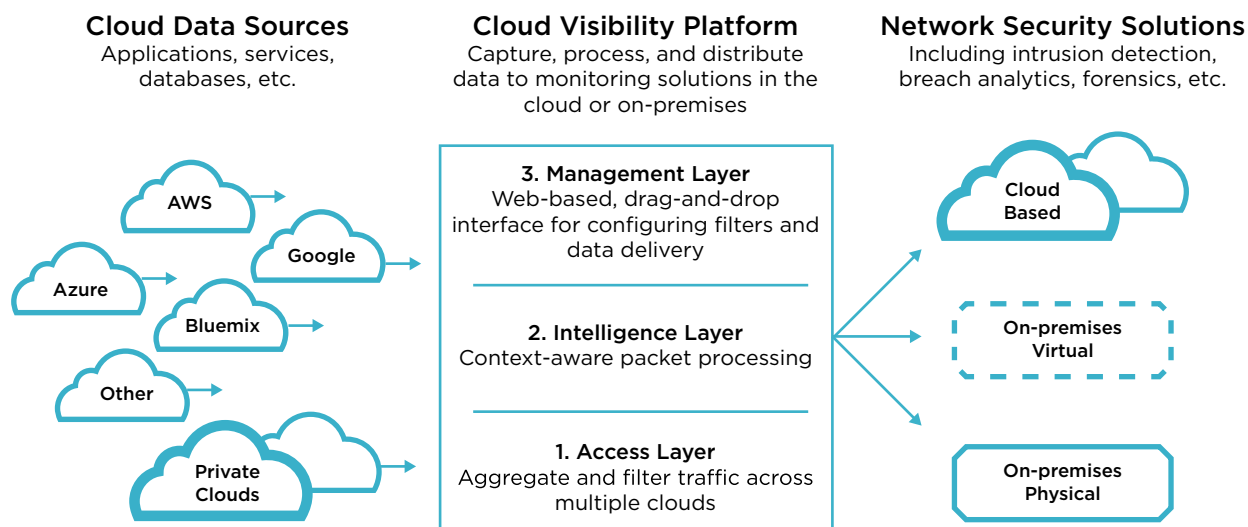 Cloud Data Sources
Applications, services,
databases, etc.
AWS
Google
Azure
Bluemix
Other
Private
Clouds
Cloud Visibility Platform
Capture, process, and distribute
data to monitoring solutions in the
cloud or on-premises
3. Management Layer
Web-based, drag-and-drop
interface for configuring filters and
data delivery
2. Intelligence Layer
Context-aware packet processing
1. Access Layer
Aggregate and filter traffic across
multiple clouds
Network Security Solutions
Including intrusion detection,
breach analytics, forensics, etc.
Cloud
Based
On-premises
Virtual
On-premises
Physical